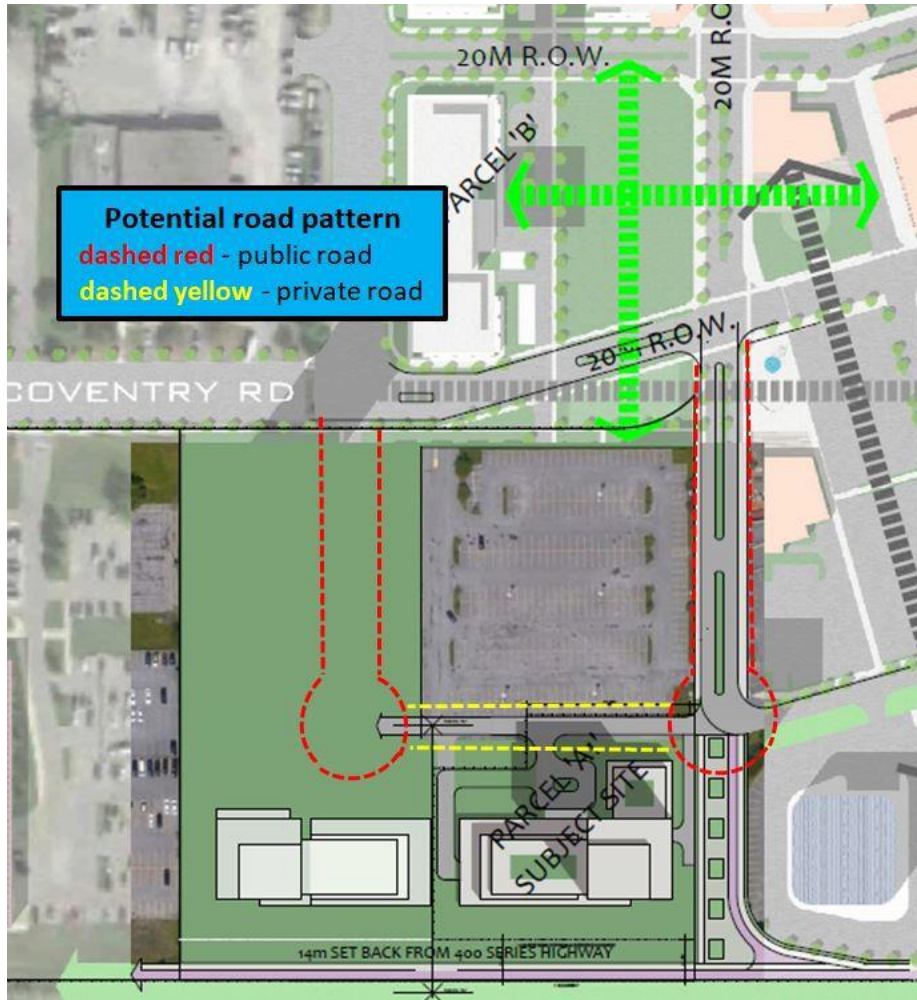 20M R.O.W.
20M R.O
PARCEL 'B'
Potential road pattern
dashed red - public road
dashed yellow - private road
20M R.O.W.
COVENTRY RD
PARCEL 'A'
SUBJECT SITE
14m SET BACK FROM 400 SERIES HIGHWAY